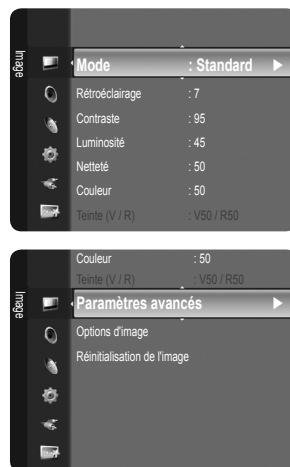 Image
Mode : Standard
Rétroéclairage : 7
Contraste : 95
Luminosité : 45
Netteté : 50
Couleur : 50
Teinte (V / R) : V50 / R50
Image
Couleur : 50
Teinte (V / R) : V50 / R50
Paramètres avancés
Options d'image
Réinitialisation de l'image